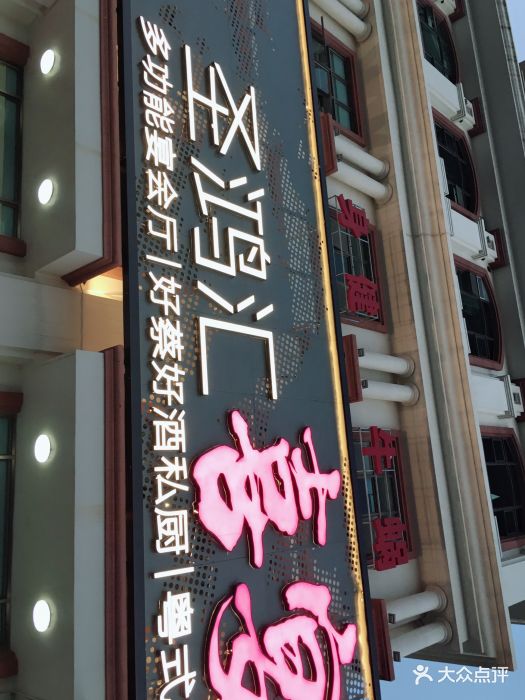 圣鸿汇 喜宴
多功能宴会厅|好蔡好酒私厨|粤式
大众点评